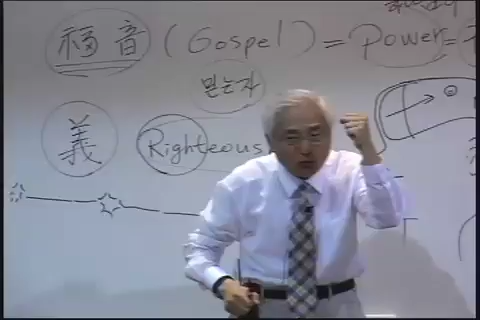 福音 (Gospel) = Power =
믿는자
義 Righteous